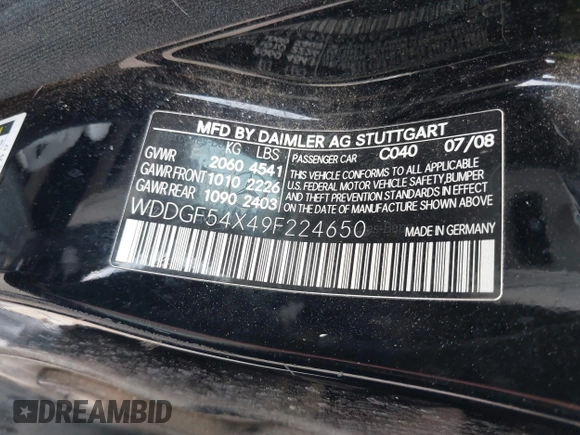 MFD BY DAIMLER AG STUTTGART
KG LBS
GVWR 2060 4541
GAWR FRONT 1010 2226
GAWR REAR 1090 2403
PASSENGER CAR C040 07/08
THIS VEHICLE CONFORMS TO ALL APPLICABLE
U.S. FEDERAL MOTOR VEHICLE SAFETY,BUMPER
AND THEFT PREVENTION STANDARDS IN EFFECT
ON THE DATE OF MANUFACTURE SHOWN ABOVE.
WDDGF54X49F224650
MADE IN GERMANY
DREAMBID